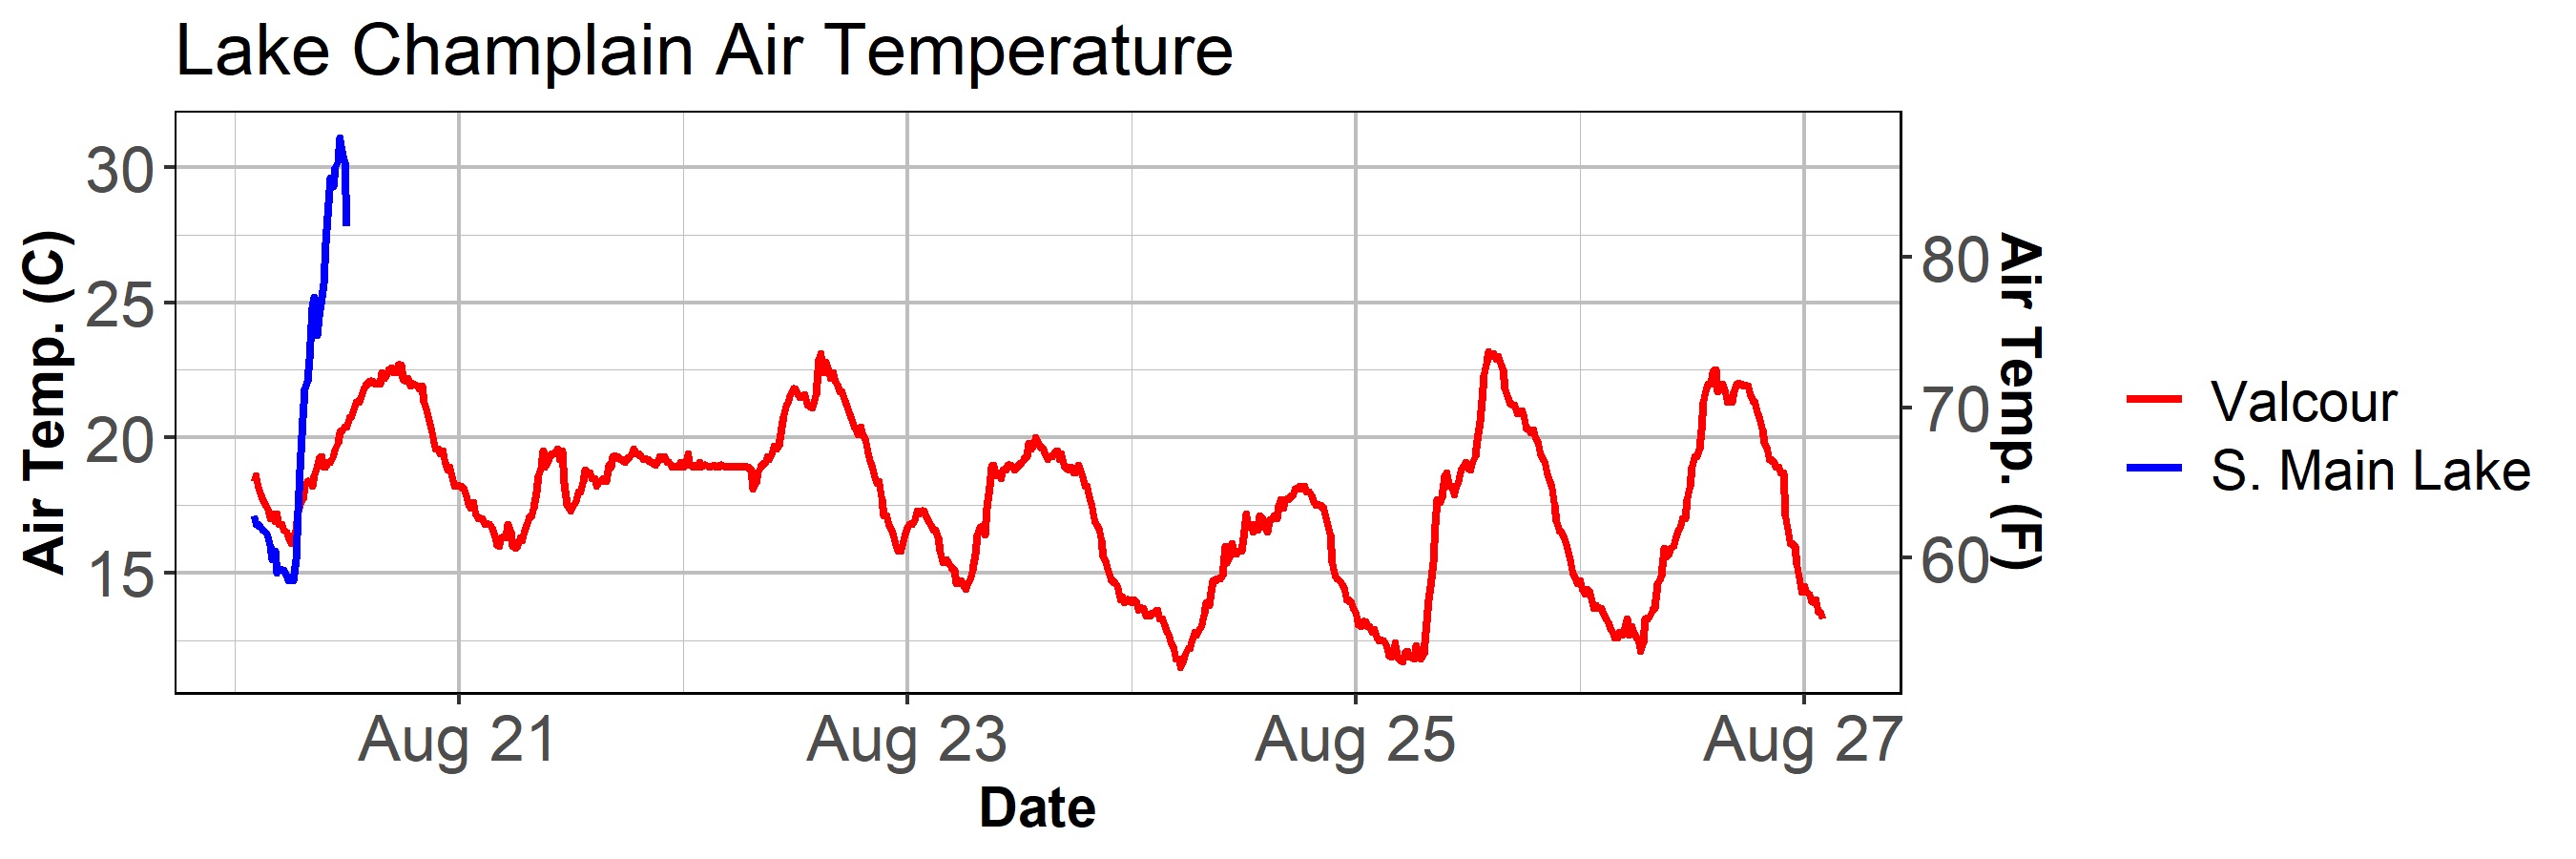 Lake Champlain Air Temperature
Air Temp. (C)
30
25
20
15
80
70
60
Air Temp. (F)
Aug 21
Aug 23
Aug 25
Aug 27
Date
Valcour
S. Main Lake